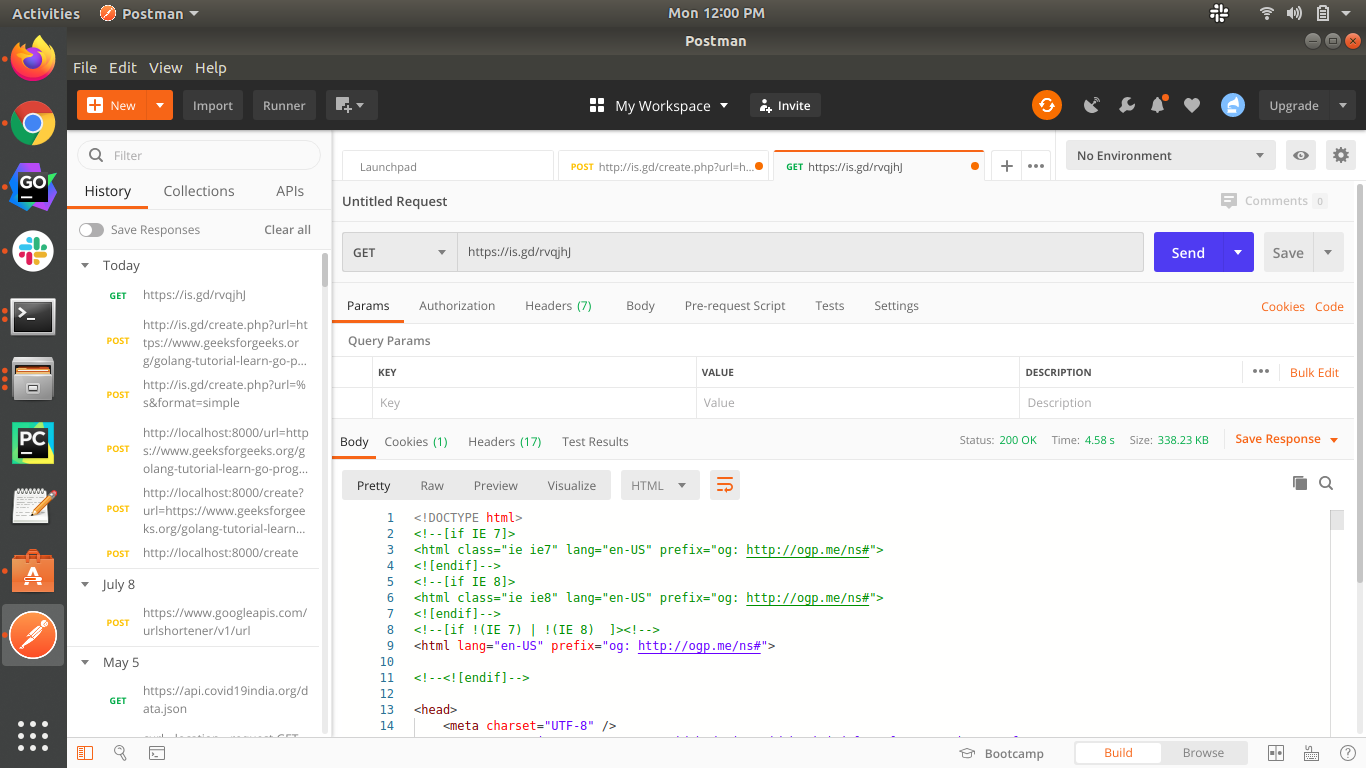 Activities
Postman
Mon 12:00 PM
Postman
File Edit View Help
New
Import
Runner
My Workspace
Invite
Upgrade
Filter
History
Collections
APIs
Save Responses
Clear all
Today
GET https://is.gd/rvqjhJ
POST
http://is.gd/create.php?url=ht
tps://www.geeksforgeeks.or
g/golang-tutorial-learn-go-p...
POST
http://is.gd/create.php?url=%
s&format=simple
POST
http://localhost:8000/url=http
s://www.geeksforgeeks.org/g
olang-tutorial-learn-go-prog...
POST
http://localhost:8000/create?
url=https://www.geeksforgee
ks.org/golang-tutorial-learn...
POST http://localhost:8000/create
July 8
POST
https://www.googleapis.com/
urlshortener/v1/url
May 5
GET
https://api.covid19india.org/d
ata.json
Launchpad
POST http://is.gd/create.php?url=h...
GET https://is.gd/rvqjhJ
No Environment
Untitled Request
Comments 0
GET
https://is.gd/rvqjhJ
Send
Save
Params
Authorization
Headers (7)
Body
Pre-request Script
Tests
Settings
Cookies
Code
Query Params
KEY
VALUE
DESCRIPTION
Bulk Edit
Key
Value
Description
Body
Cookies (1)
Headers (17)
Test Results
Status: 200 OK
Time: 4.58 s
Size: 338.23 KB
Save Response
Pretty
Raw
Preview
Visualize
HTML
1 <!DOCTYPE html>
2 <!--[if IE 7]>
3 <html class="ie ie7" lang="en-US" prefix="og: http://ogp.me/ns#">
4 <![endif]-->
5 <!--[if IE 8]>
6 <html class="ie ie8" lang="en-US" prefix="og: http://ogp.me/ns#">
7 <![endif]-->
8 <!--[if !(IE 7) | !(IE 8)  ]><!-->
9 <html lang="en-US" prefix="og: http://ogp.me/ns#">
10
11 <!--<![endif]-->
12
13 <head>
14 <meta charset="UTF-8" />
Bootcamp
Build
Browse
GO
PC